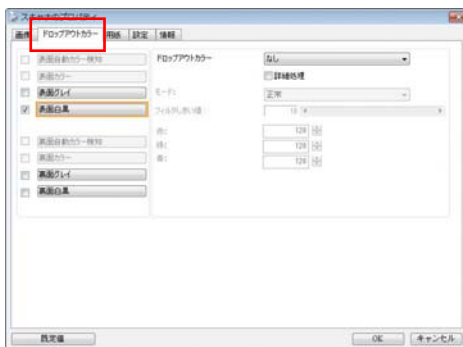 スキャナのプロパティ
画像 ドロップアウトカラー 用紙 設定 情報
表面自動カラー検知
表面カラー
表面グレイ
表面白黒
裏面自動カラー検知
裏面カラー
裏面グレイ
裏面白黒
ドロップアウトカラー: なし
詳細処理
モード: 正常
フィルタしきい値: 10
赤: 128
緑: 128
青: 128
既定値 OK キャンセル